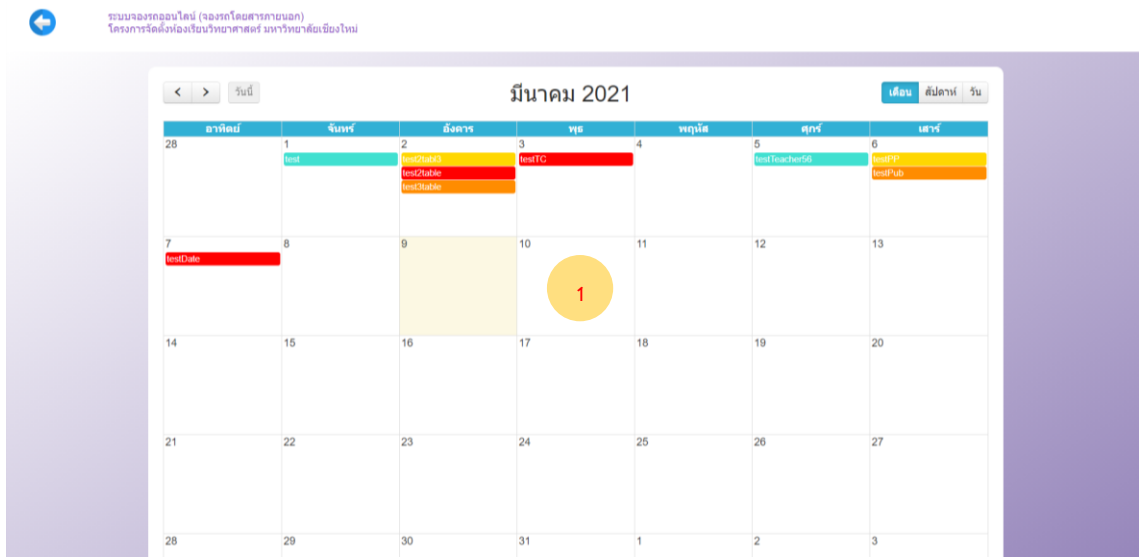 ระบบจองรถออนไลน์ (จองรถโดยสารภายนอก)
โครงการจัดตั้งห้องเรียนวิทยาศาสตร์ มหาวิทยาลัยเชียงใหม่
วันนี้
มีนาคม 2021
เดือน สัปดาห์ วัน
อาทิตย์ จันทร์ อังคาร พุธ พฤหัส ศุกร์ เสาร์
28 1 2 3 4 5 6
test test2tabl3 testTC testTeacher56 testPP
test2table testPub
test3table
7 8 9 10 11 12 13
testDate
1
14 15 16 17 18 19 20
21 22 23 24 25 26 27
28 29 30 31 1 2 3